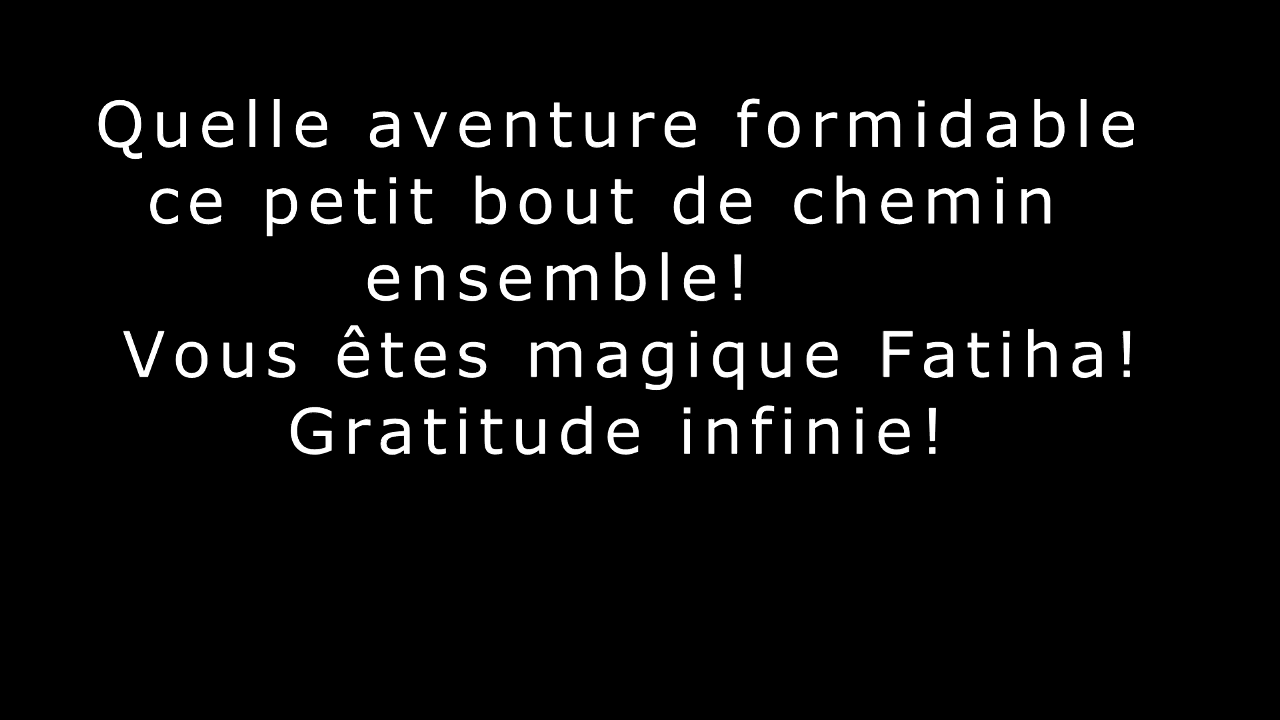 Quelle aventure formidable
ce petit bout de chemin
ensemble!
Vous êtes magique Fatiha!
Gratitude infinie!